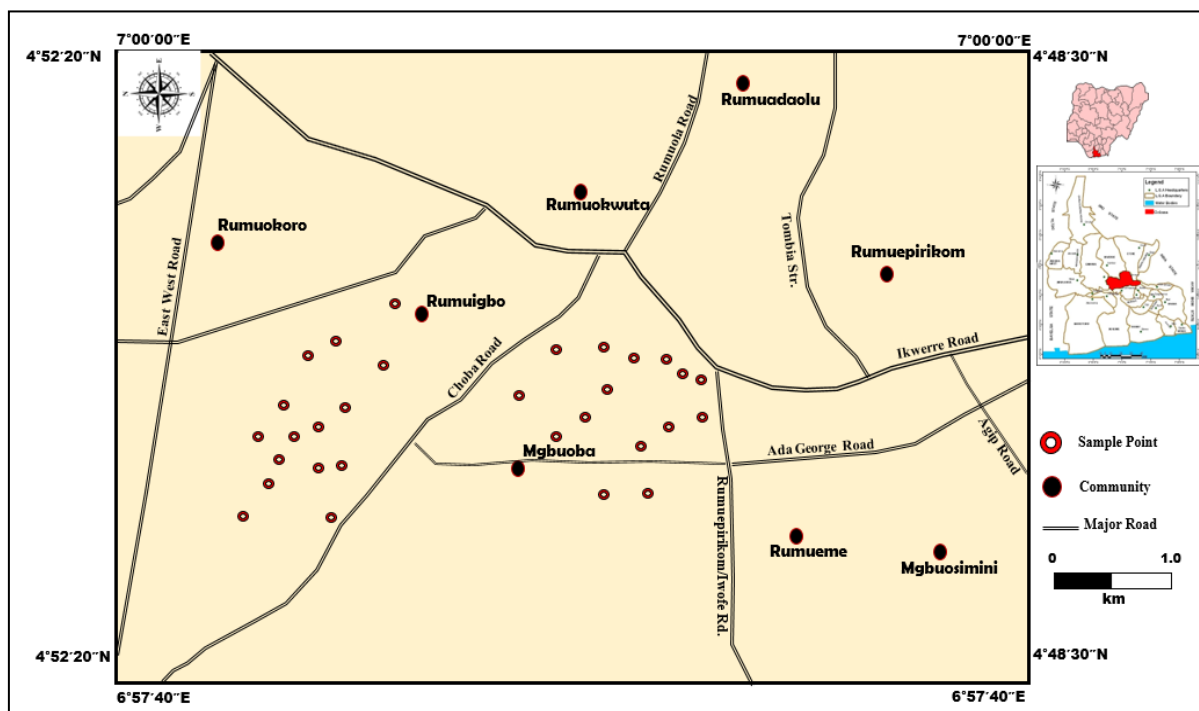 7°00′00″E
7°00′00″E
4°52′20″N
4°48′30″N
E
N
S
W
Rumuadaolu
Rumuola Road
Rumuokwuta
Tombia Str.
Rumuokoro
Rumuepirikom
East West Road
Rumuigbo
Choba Road
Ikwerre Road
Agip Road
Ada George Road
Mgbuoba
Rumuepirikom/Iwofe Rd.
Rumueme
Mgbuosimini
4°52′20″N
4°48′30″N
6°57′40″E
6°57′40″E
Legend
Sample Point
Community
Major Road
0 1.0
km